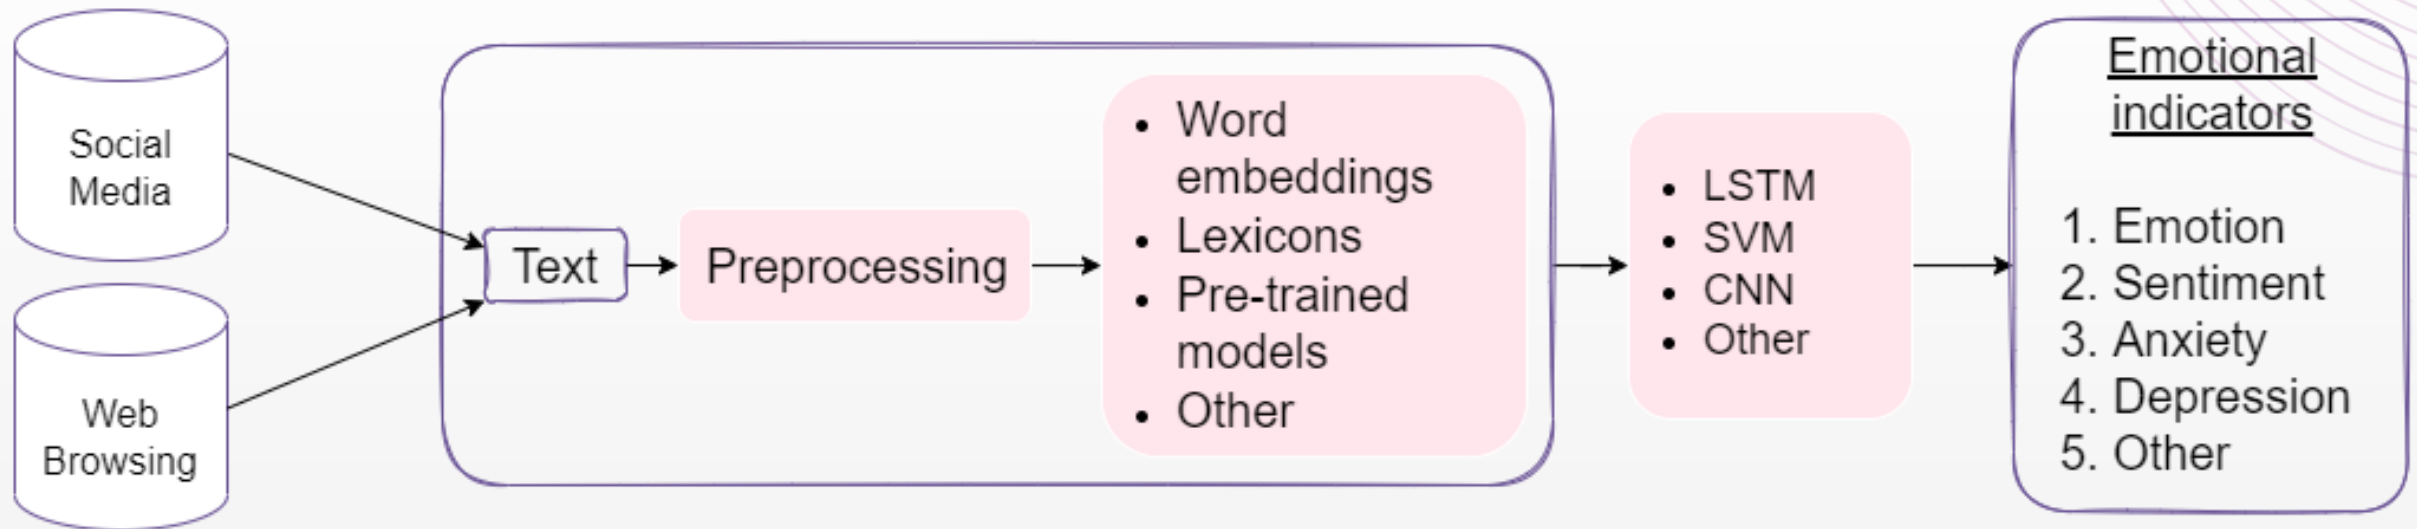 Social
Media
Web
Browsing
Text
Preprocessing
• Word
embeddings
• Lexicons
• Pre-trained
models
• Other
• LSTM
• SVM
• CNN
• Other
Emotional
indicators
1. Emotion
2. Sentiment
3. Anxiety
4. Depression
5. Other